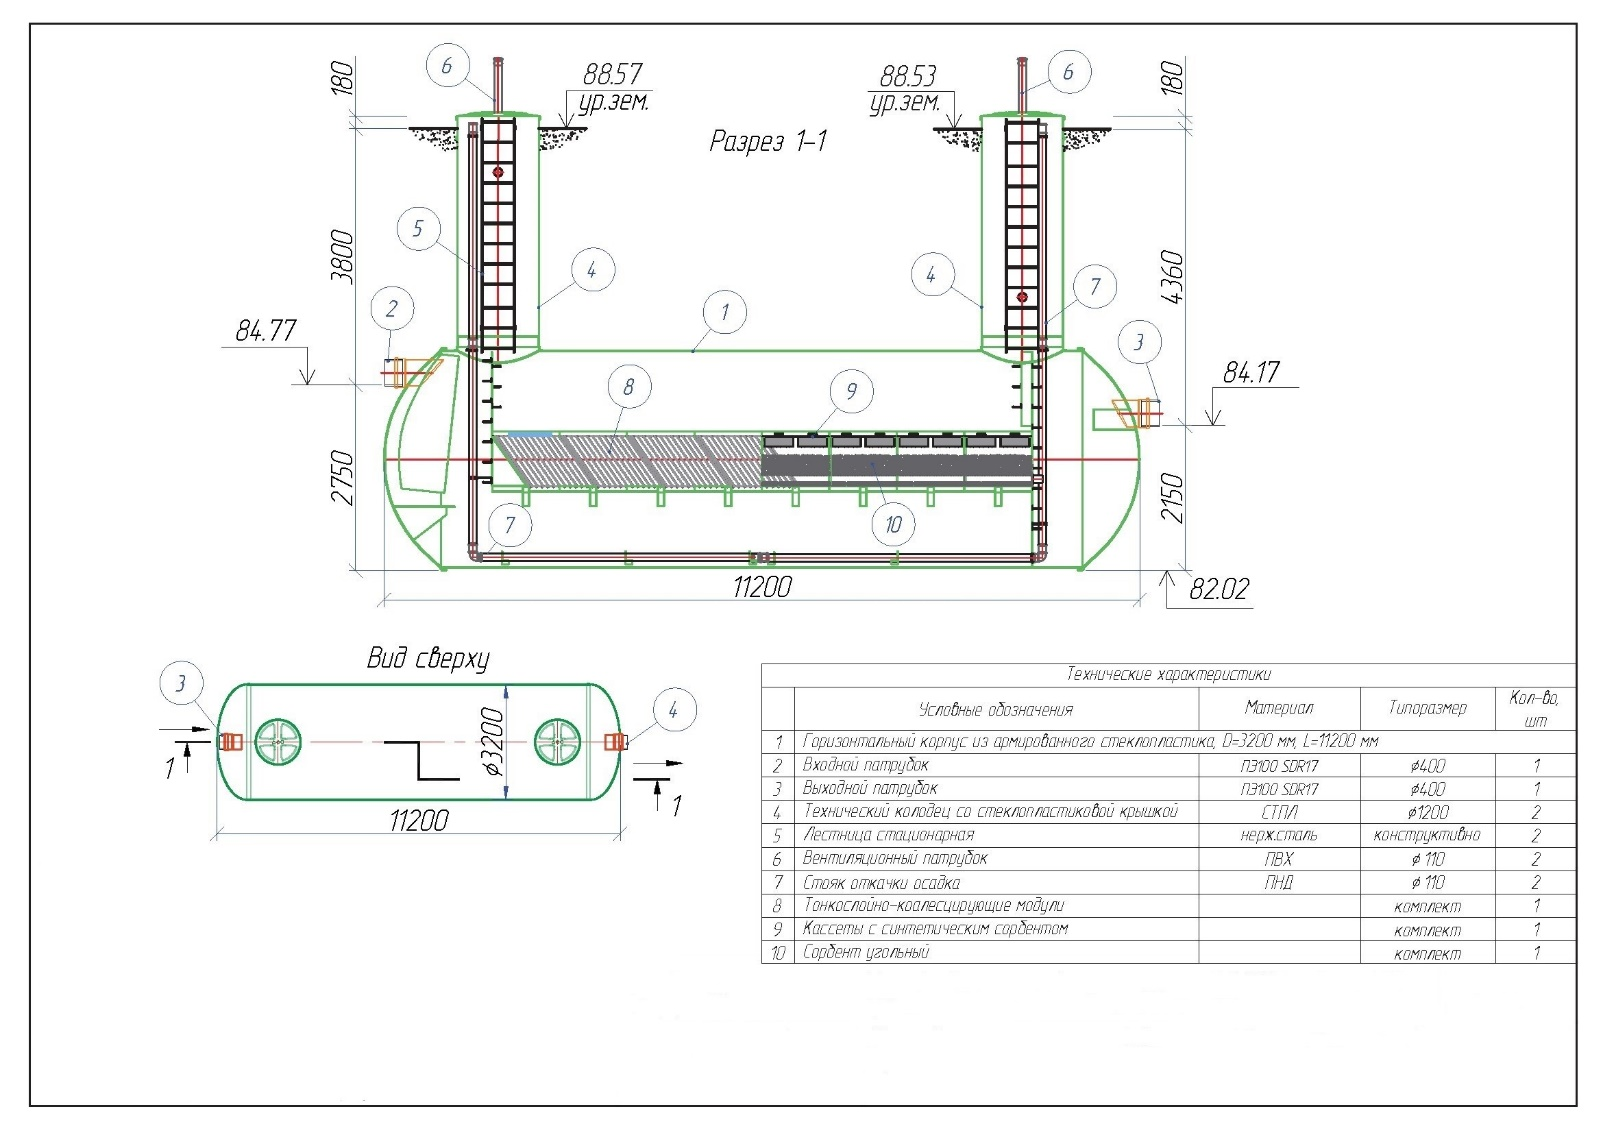 180
6
88.57
ур.зем.
88.53
ур.зем.
6
180
Разрез 1-1
3800
5
4
4
7
4360
2
1
3
84.77
8
9
84.17
2750
7
10
2150
11200
82.02
Вид сверху
3
4
1
1
ϕ3200
11200
Технические характеристики
Условные обозначения Материал Типоразмер Кол-во,
шт
1 Горизонтальный корпус из армированного стеклопластика, D=3200 мм, L=11200 мм
2 Входной патрубок ПЭ100 SDR17 ϕ400 1
3 Выходной патрубок ПЭ100 SDR17 ϕ400 1
4 Технический колодец со стеклопластиковой крышкой СТПЛ ϕ1200 2
5 Лестница стационарная нерж.сталь конструктивно 2
6 Вентиляционный патрубок ПВХ ϕ 110 2
7 Стояк откачки осадка ПНД ϕ 110 2
8 Тонкослойно-коалесцирующие модули комплект 1
9 Кассеты с синтетическим сорбентом комплект 1
10 Сорбент угольный комплект 1